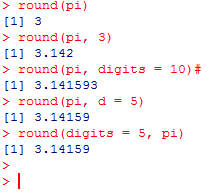 > round(pi)
[1] 3
> round(pi, 3)
[1] 3.142
> round(pi, digits = 10)#
[1] 3.141593
> round(pi, d = 5)
[1] 3.14159
> round(digits = 5, pi)
[1] 3.14159
>
>